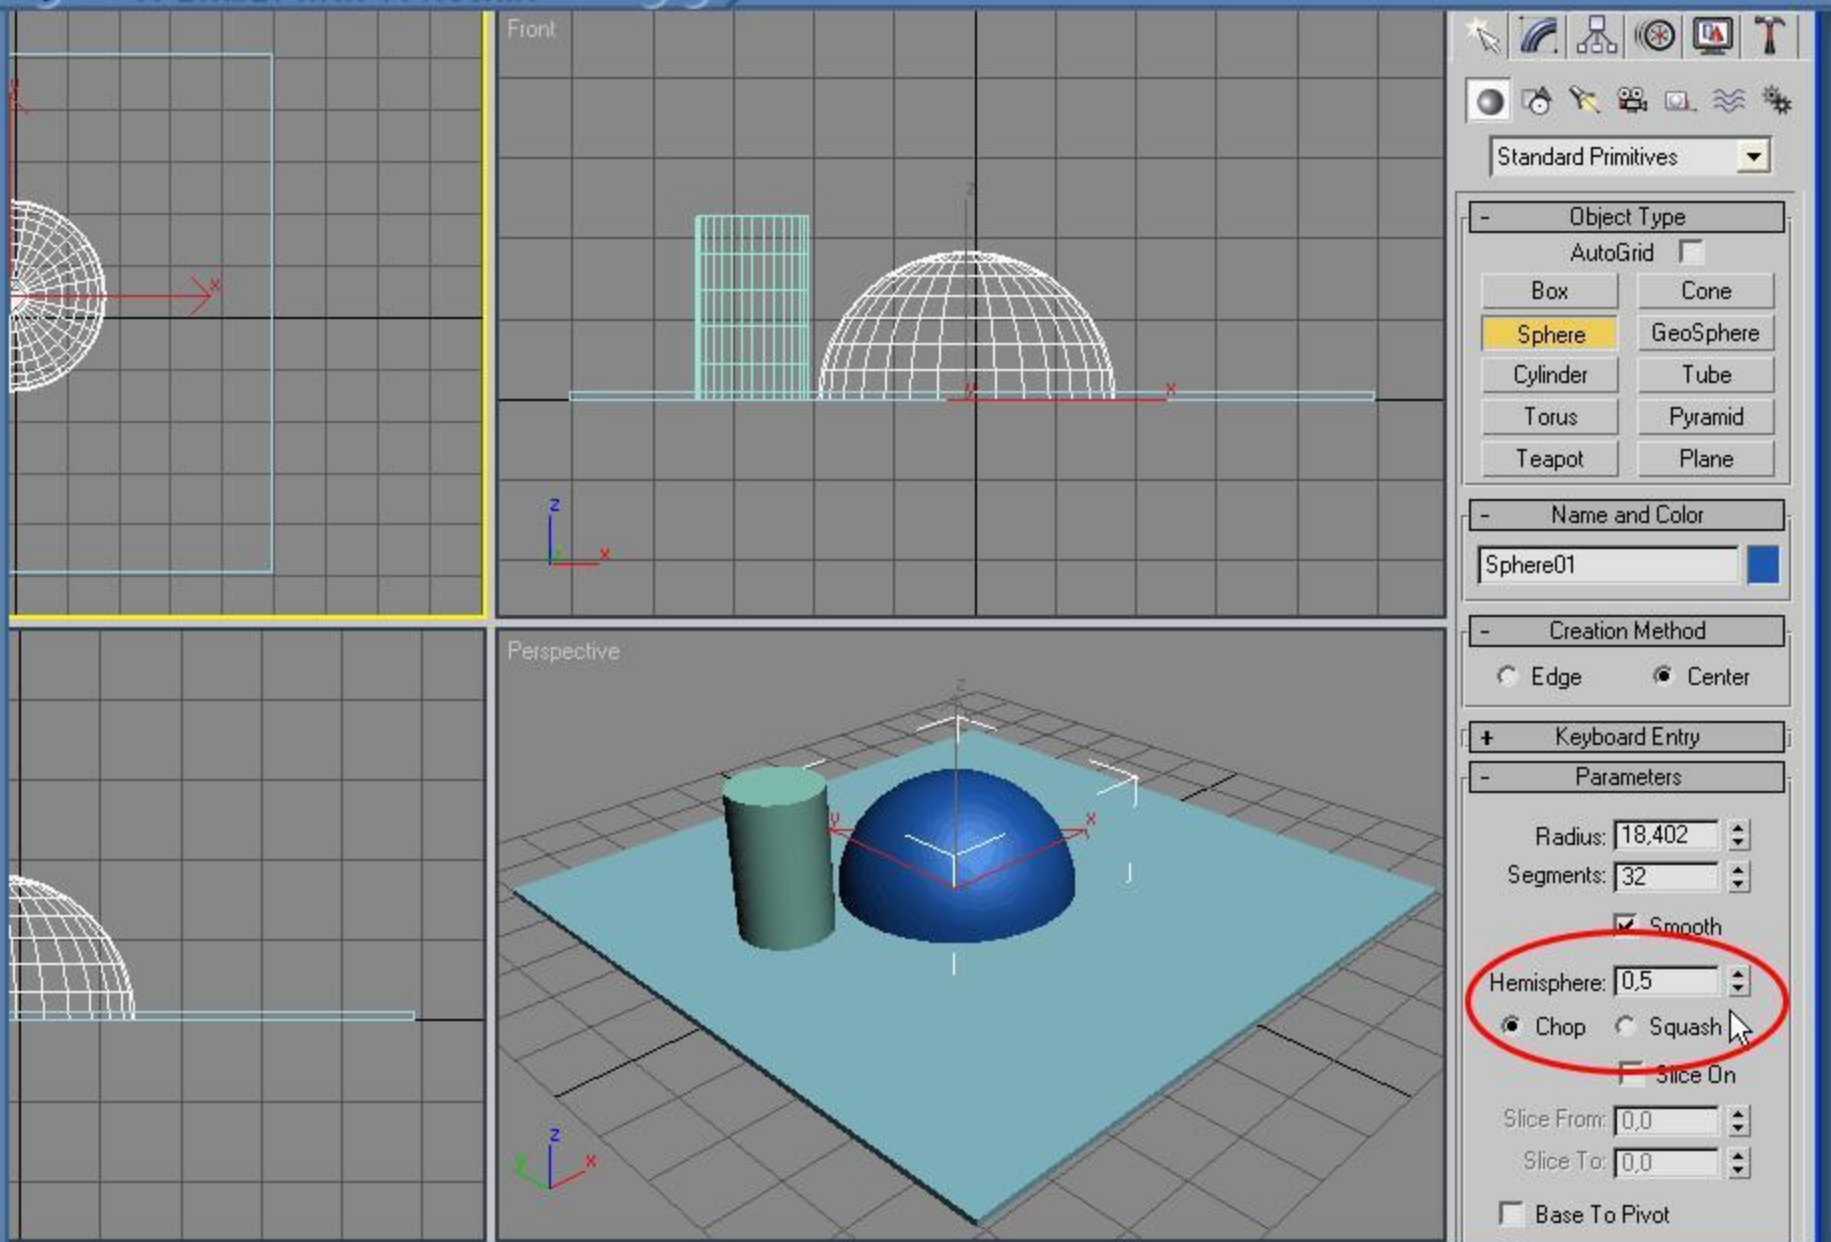 Front
z
x
y
x
z
x
Perspective
z
y
x
z
y
x
Standard Primitives
- Object Type
AutoGrid
Box Cone
Sphere GeoSphere
Cylinder Tube
Torus Pyramid
Teapot Plane
- Name and Color
Sphere01
- Creation Method
Edge Center
+ Keyboard Entry
- Parameters
Radius: 18,402
Segments: 32
Smooth
Hemisphere: 0,5
Chop Squash
Slice On
Slice From: 0,0
Slice To: 0,0
Base To Pivot